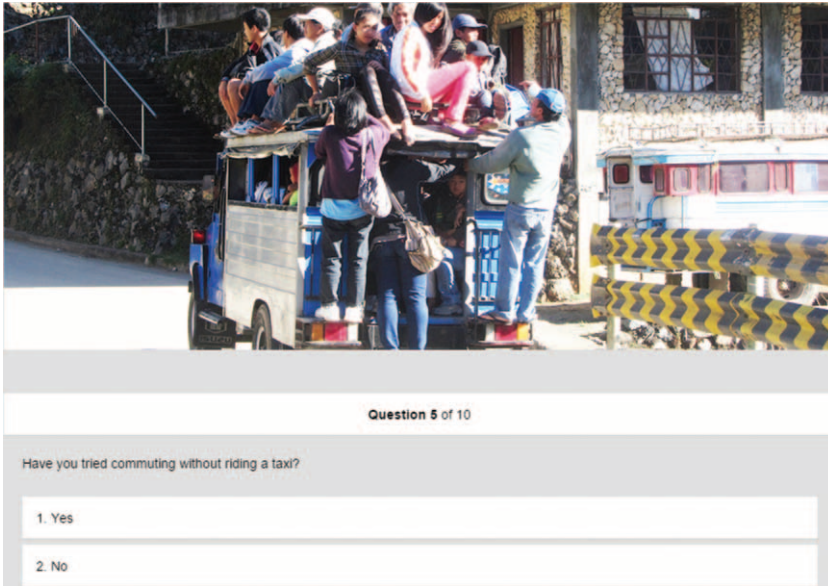 Question 5 of 10
Have you tried commuting without riding a taxi?
1. Yes
2. No